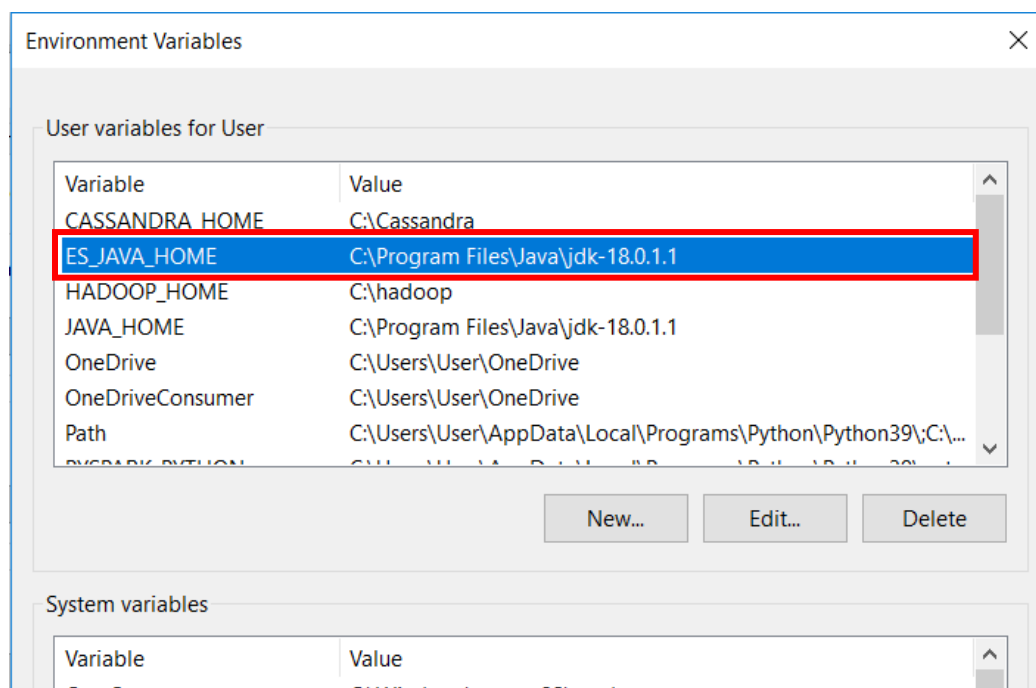 Environment Variables
User variables for User
Variable Value
CASSANDRA_HOME C:\Cassandra
ES_JAVA_HOME C:\Program Files\Java\jdk-18.0.1.1
HADOOP_HOME C:\hadoop
JAVA_HOME C:\Program Files\Java\jdk-18.0.1.1
OneDrive C:\Users\User\OneDrive
OneDriveConsumer C:\Users\User\OneDrive
Path C:\Users\User\AppData\Local\Programs\Python\Python39\;C:\...
PYSPARK_PYTHON
New... Edit... Delete
System variables
Variable Value